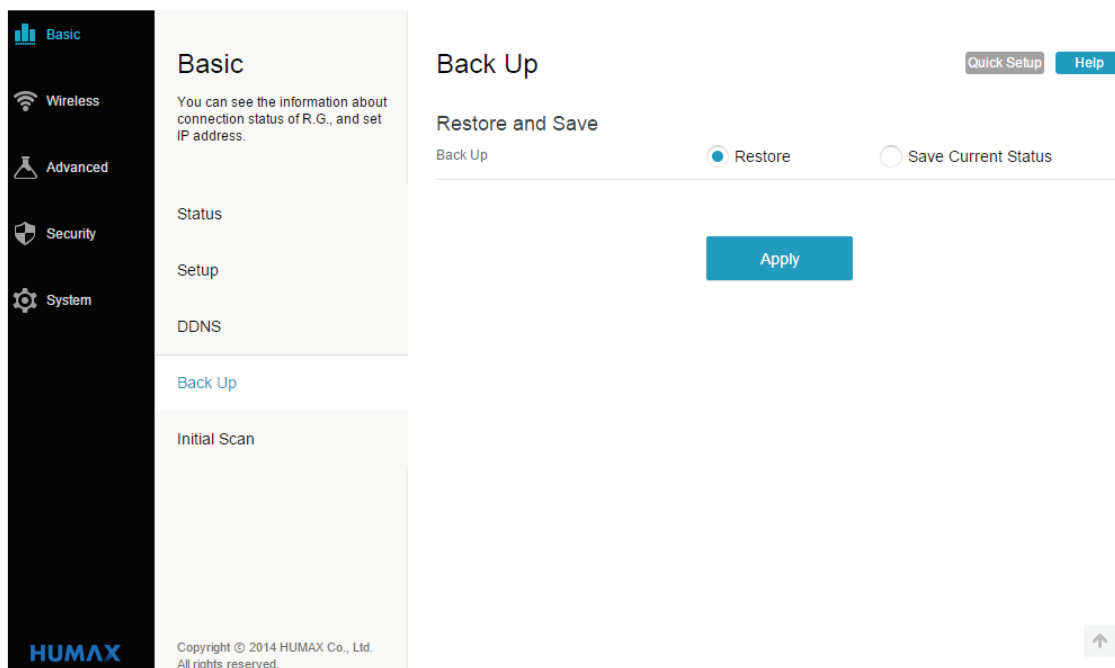 Basic
Wireless
Advanced
Security
System
HUMAX
Basic
You can see the information about
connection status of R.G., and set
IP address.
Status
Setup
DDNS
Back Up
Initial Scan
Copyright © 2014 HUMAX Co., Ltd.
All rights reserved.
Back Up
Quick Setup
Help
Restore and Save
Back Up
Restore
Save Current Status
Apply